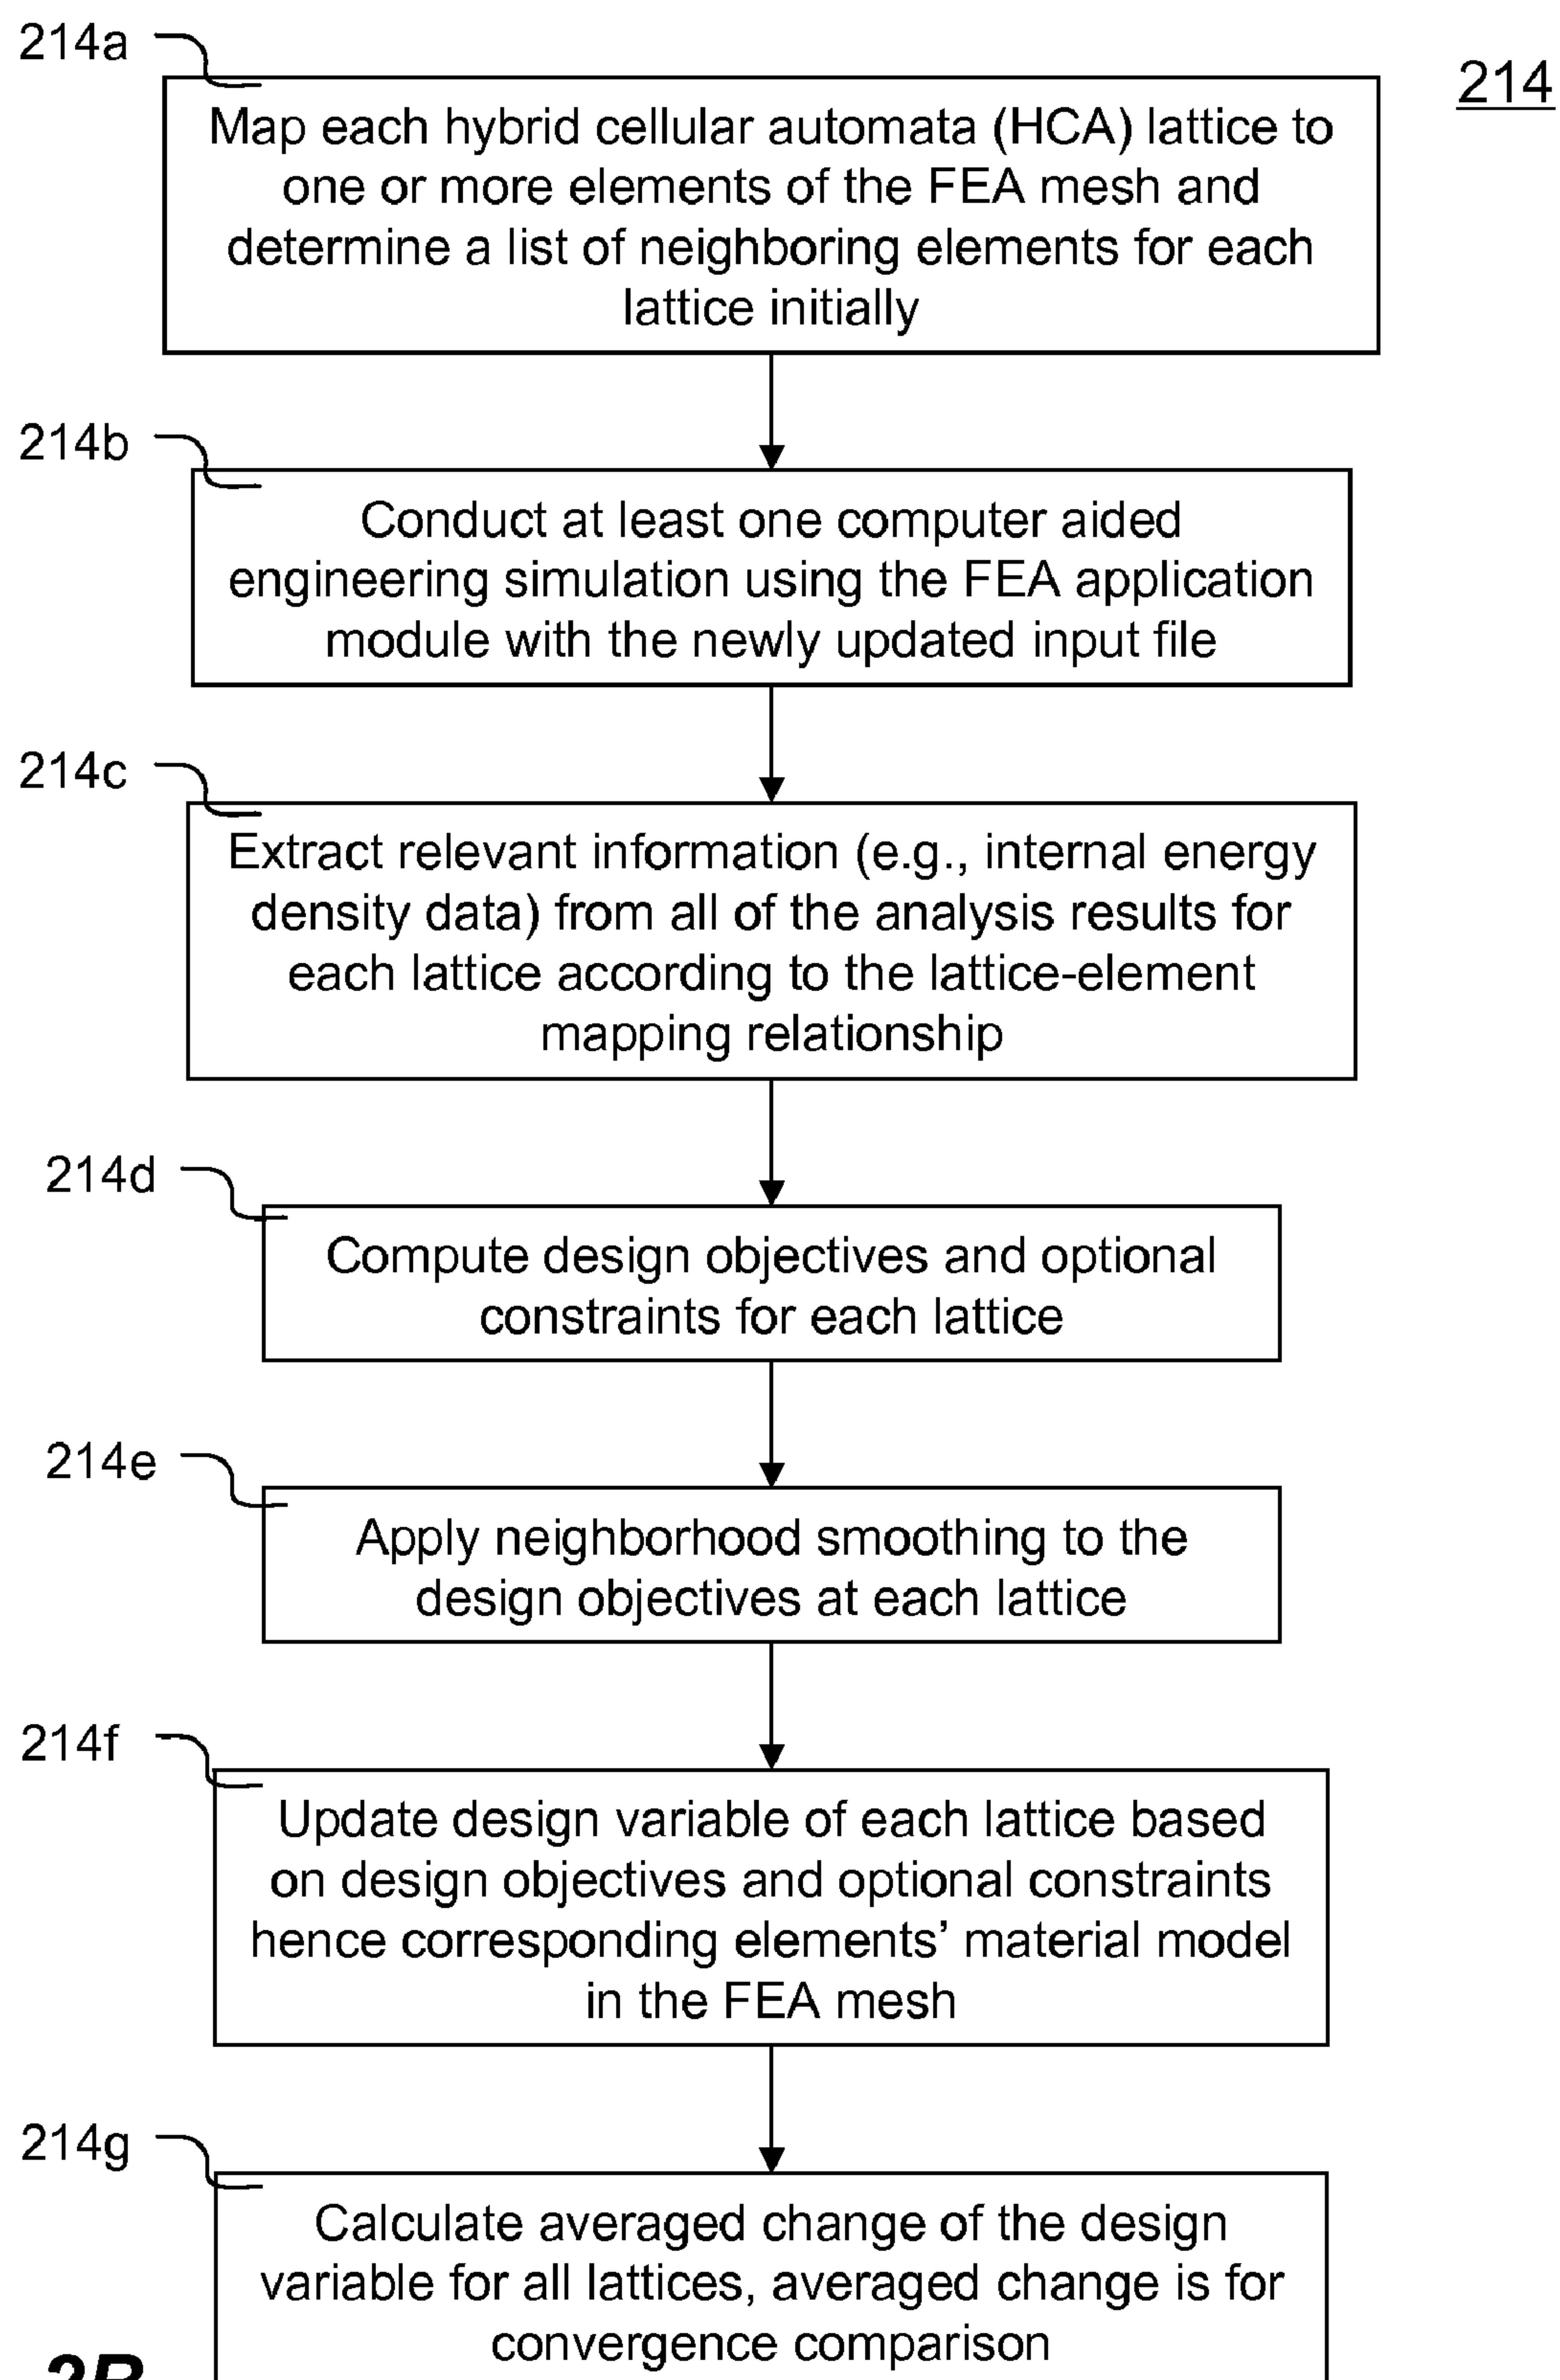 214a
214
Map each hybrid cellular automata (HCA) lattice to
one or more elements of the FEA mesh and
determine a list of neighboring elements for each
lattice initially
214b
Conduct at least one computer aided
engineering simulation using the FEA application
module with the newly updated input file
214c
Extract relevant information (e.g., internal energy
density data) from all of the analysis results for
each lattice according to the lattice-element
mapping relationship
214d
Compute design objectives and optional
constraints for each lattice
214e
Apply neighborhood smoothing to the
design objectives at each lattice
214f
Update design variable of each lattice based
on design objectives and optional constraints
hence corresponding elements’ material model
in the FEA mesh
214g
Calculate averaged change of the design
variable for all lattices, averaged change is for
convergence comparison
2B